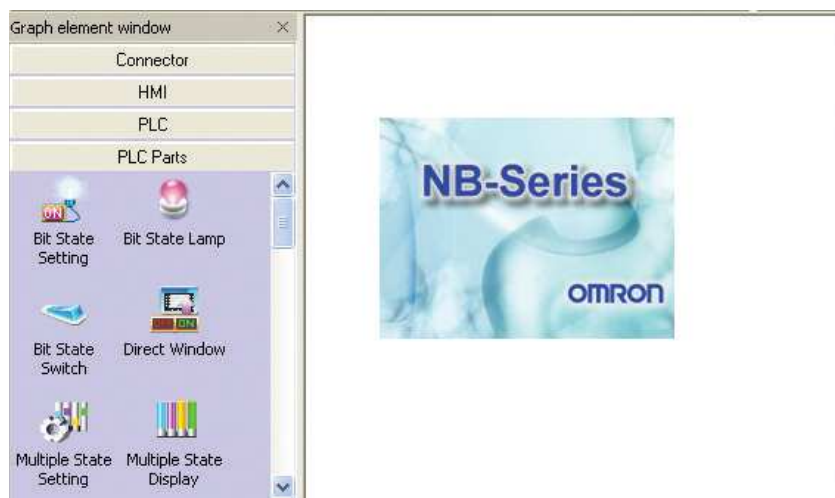 Graph element window
Connector
HMI
PLC
PLC Parts
ON
Bit State
Setting
Bit State Lamp
Bit State
Switch
ON
Direct Window
Multiple State
Setting
Multiple State
Display
NB-Series
OMRON